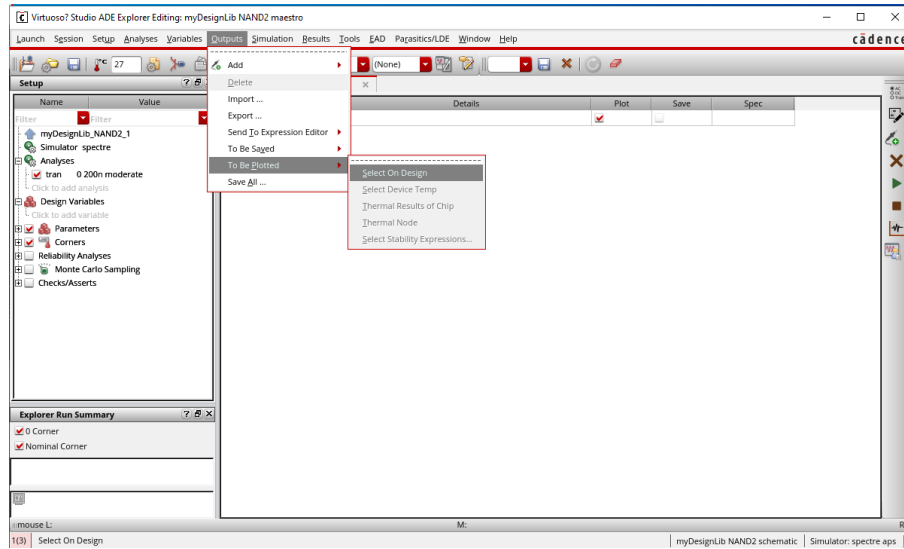 Virtuoso? Studio ADE Explorer Editing: myDesignLib NAND2 maestro
Launch Session Setup Analyses Variables Outputs Simulation Results Tools EAD Parasitics/LDE Window Help
cādence
27
(None)
Setup
Name Value
Filter Filter
myDesignLib_NAND2_1
Simulator spectre
Analyses
tran 0 200n moderate
Click to add analysis
Design Variables
Click to add variable
Parameters
Corners
Reliability Analyses
Monte Carlo Sampling
Checks/Asserts
Add
Delete
Import ...
Export ...
Send To Expression Editor
To Be Saved
To Be Plotted
Save All ...
Select On Design
Select Device Temp
Thermal Results of Chip
Thermal Node
Select Stability Expressions...
Details Plot Save Spec
Explorer Run Summary
0 Corner
Nominal Corner
mouse L: M: R
1(3) Select On Design
myDesignLib NAND2 schematic Simulator: spectre aps